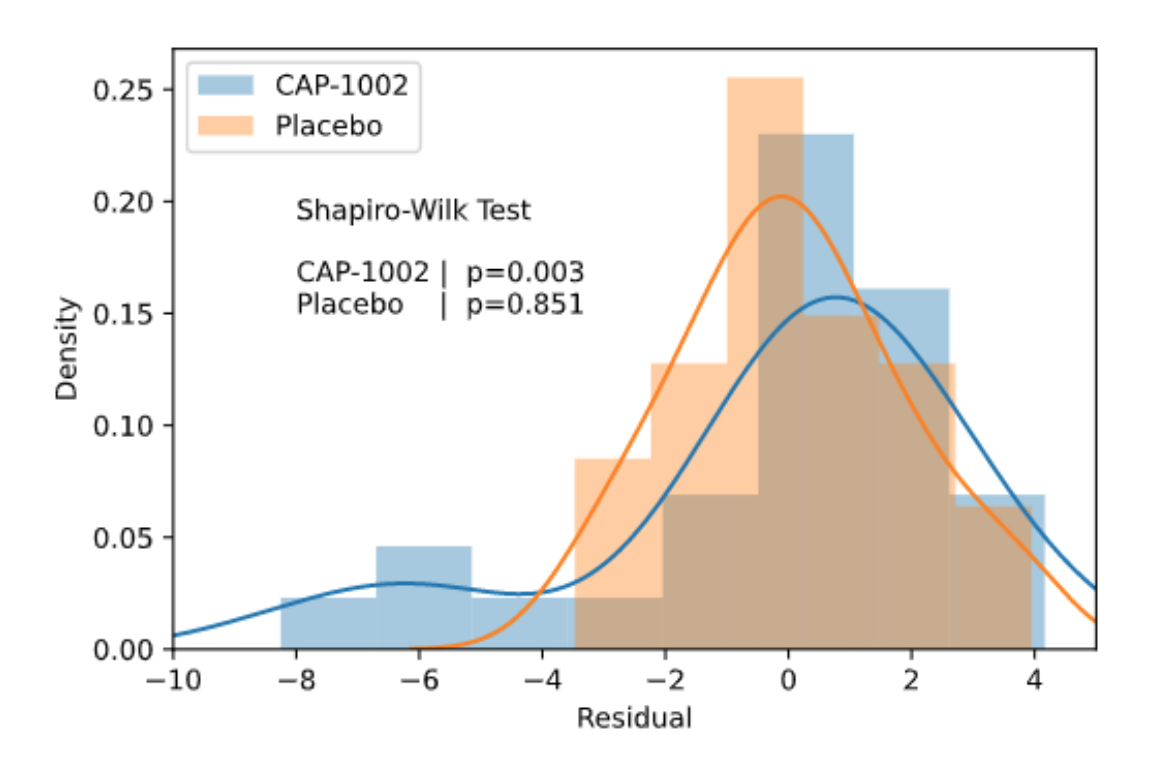 CAP-1002
Placebo
Shapiro-Wilk Test
CAP-1002 | p=0.003
Placebo | p=0.851
Density
0.25
0.20
0.15
0.10
0.05
0.00
−10 −8 −6 −4 −2 0 2 4
Residual